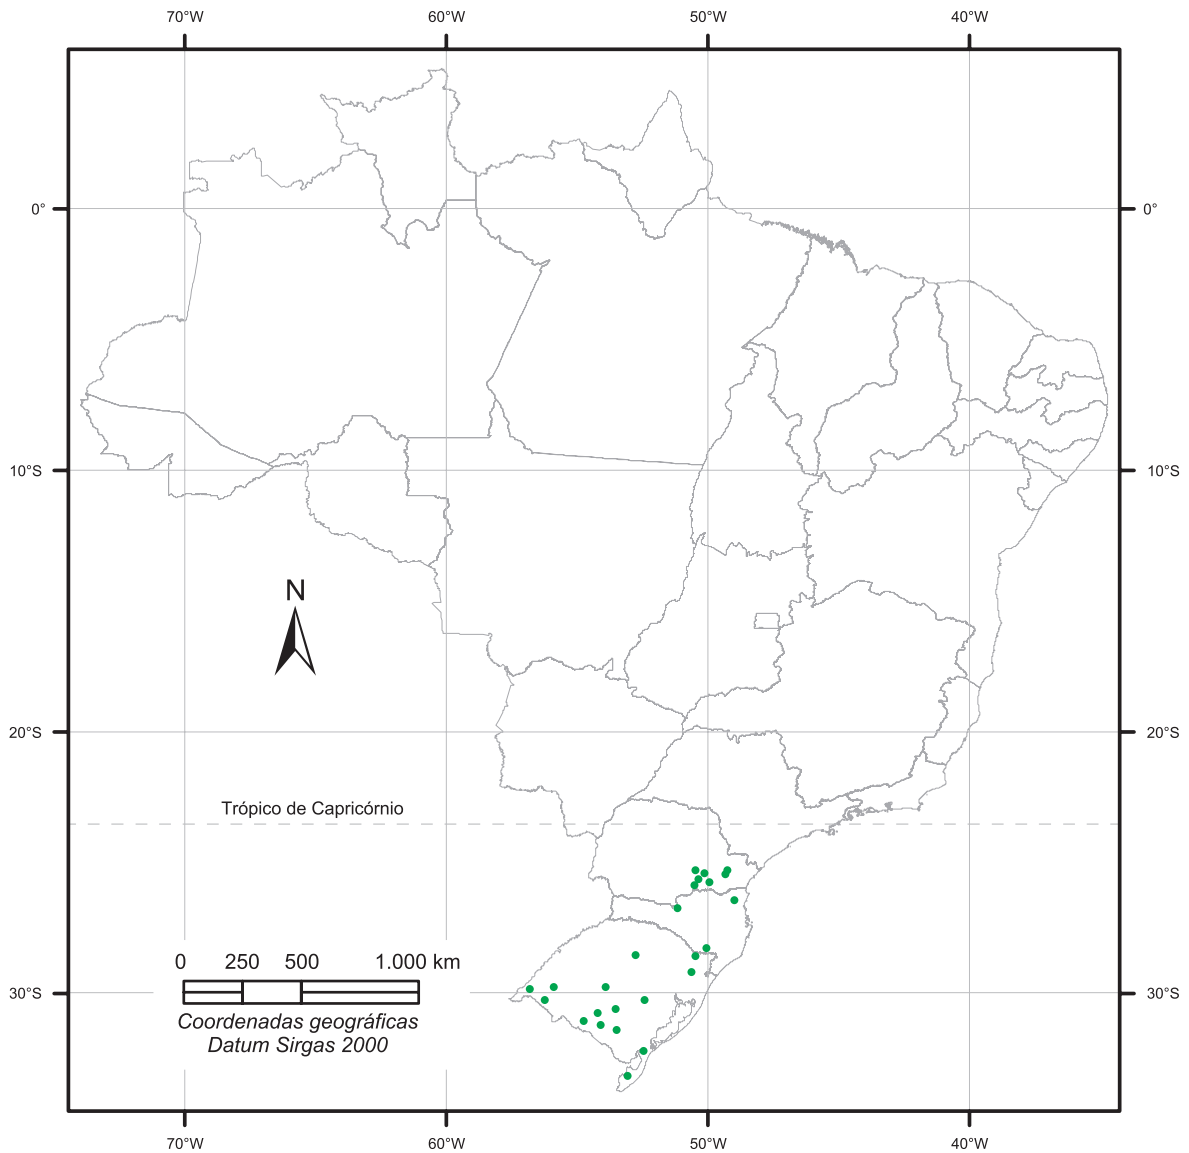 70°W 60°W 50°W 40°W
0° 0°
10°S 10°S
N
20°S 20°S
Trópico de Capricórnio
0 250 500 1.000 km
30°S 30°S
Coordenadas geográficas
Datum Sirgas 2000
70°W 60°W 50°W 40°W